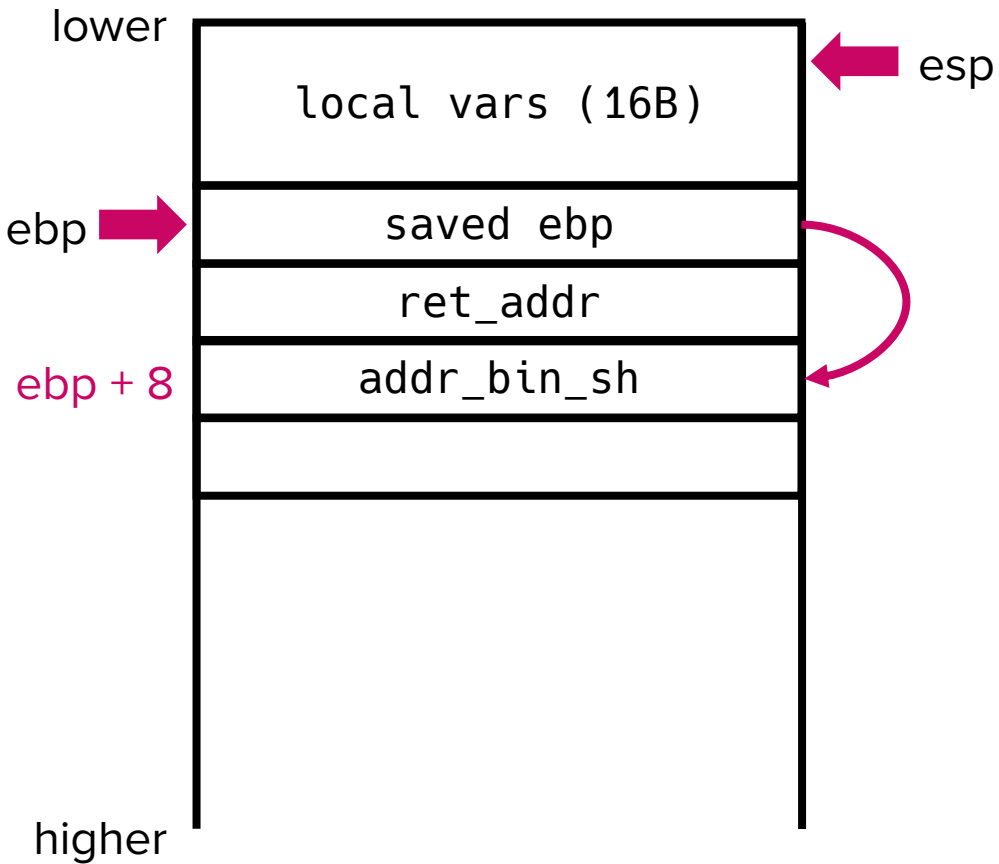 lower
esp
local vars (16B)
ebp
saved ebp
ret_addr
ebp + 8
addr_bin_sh
higher